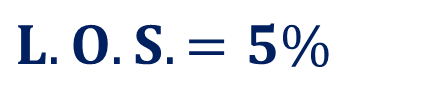 L. O. S. = 5%